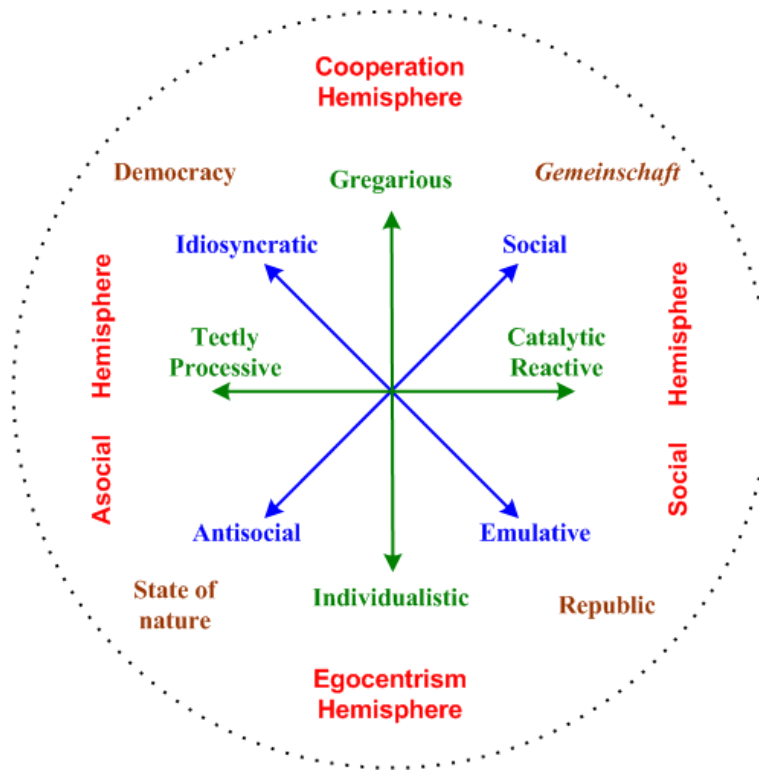 Cooperation
Hemisphere
Democracy
Gregarious
Gemeinschaft
Idiosyncratic
Social
Asocial Hemisphere
Tectly
Processive
Catalytic
Reactive
Social Hemisphere
Antisocial
Emulative
State of
nature
Individualistic
Republic
Egocentrism
Hemisphere